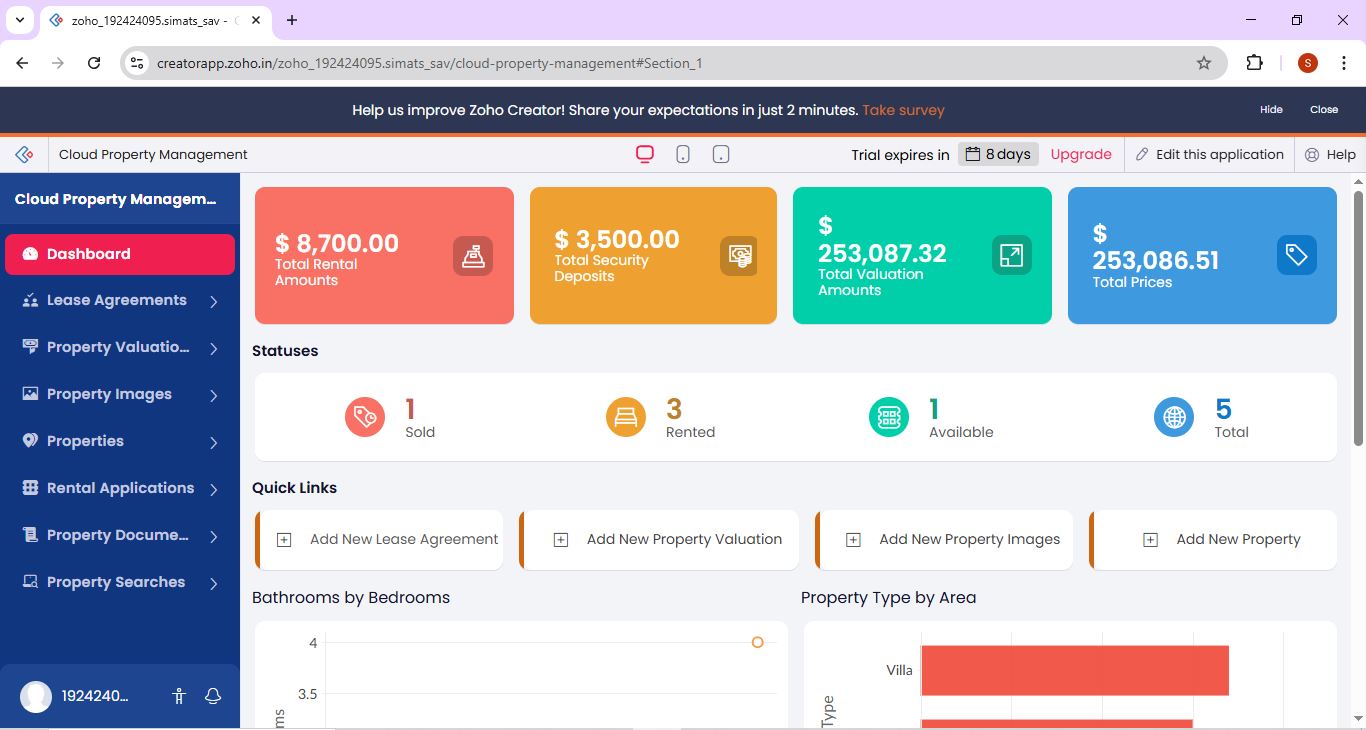 zoho_192424095.simats_sav -
creatorapp.zoho.in/zoho_192424095.simats_sav/cloud-property-management#Section_1
S
Help us improve Zoho Creator! Share your expectations in just 2 minutes. Take survey
Hide
Close
Cloud Property Management
Trial expires in
8 days
Upgrade
Edit this application
Help
Cloud Property Managem...
Dashboard
Lease Agreements
Property Valuatio...
Property Images
Properties
Rental Applications
Property Docume...
Property Searches
1924240...
$ 8,700.00
Total Rental
Amounts
$ 3,500.00
Total Security
Deposits
$
253,087.32
Total Valuation
Amounts
$
253,086.51
Total Prices
Statuses
1
Sold
3
Rented
1
Available
5
Total
Quick Links
Add New Lease Agreement
Add New Property Valuation
Add New Property Images
Add New Property
Bathrooms by Bedrooms
4
3.5
Property Type by Area
Villa
Type